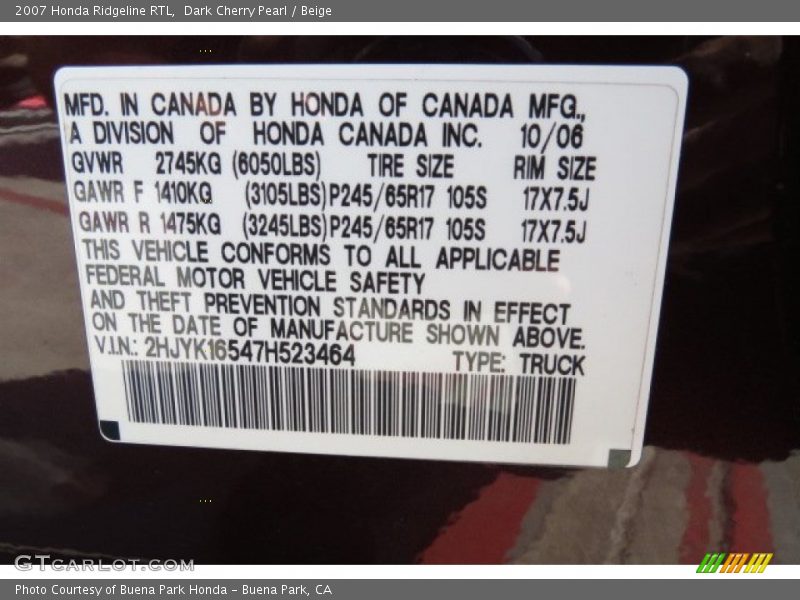 2007 Honda Ridgeline RTL, Dark Cherry Pearl / Beige
MFD. IN CANADA BY HONDA OF CANADA MFG.,
A DIVISION OF HONDA CANADA INC. 10/06
GVWR 2745KG (6050LBS) TIRE SIZE RIM SIZE
GAWR F 1410KG (3105LBS) P245/65R17 105S 17X7.5J
GAWR R 1475KG (3245LBS) P245/65R17 105S 17X7.5J
THIS VEHICLE CONFORMS TO ALL APPLICABLE
FEDERAL MOTOR VEHICLE SAFETY
AND THEFT PREVENTION STANDARDS IN EFFECT
ON THE DATE OF MANUFACTURE SHOWN ABOVE.
V.I.N.: 2HJYK16547H523464 TYPE: TRUCK
GTCARLOT.COM
Photo Courtesy of Buena Park Honda - Buena Park, CA